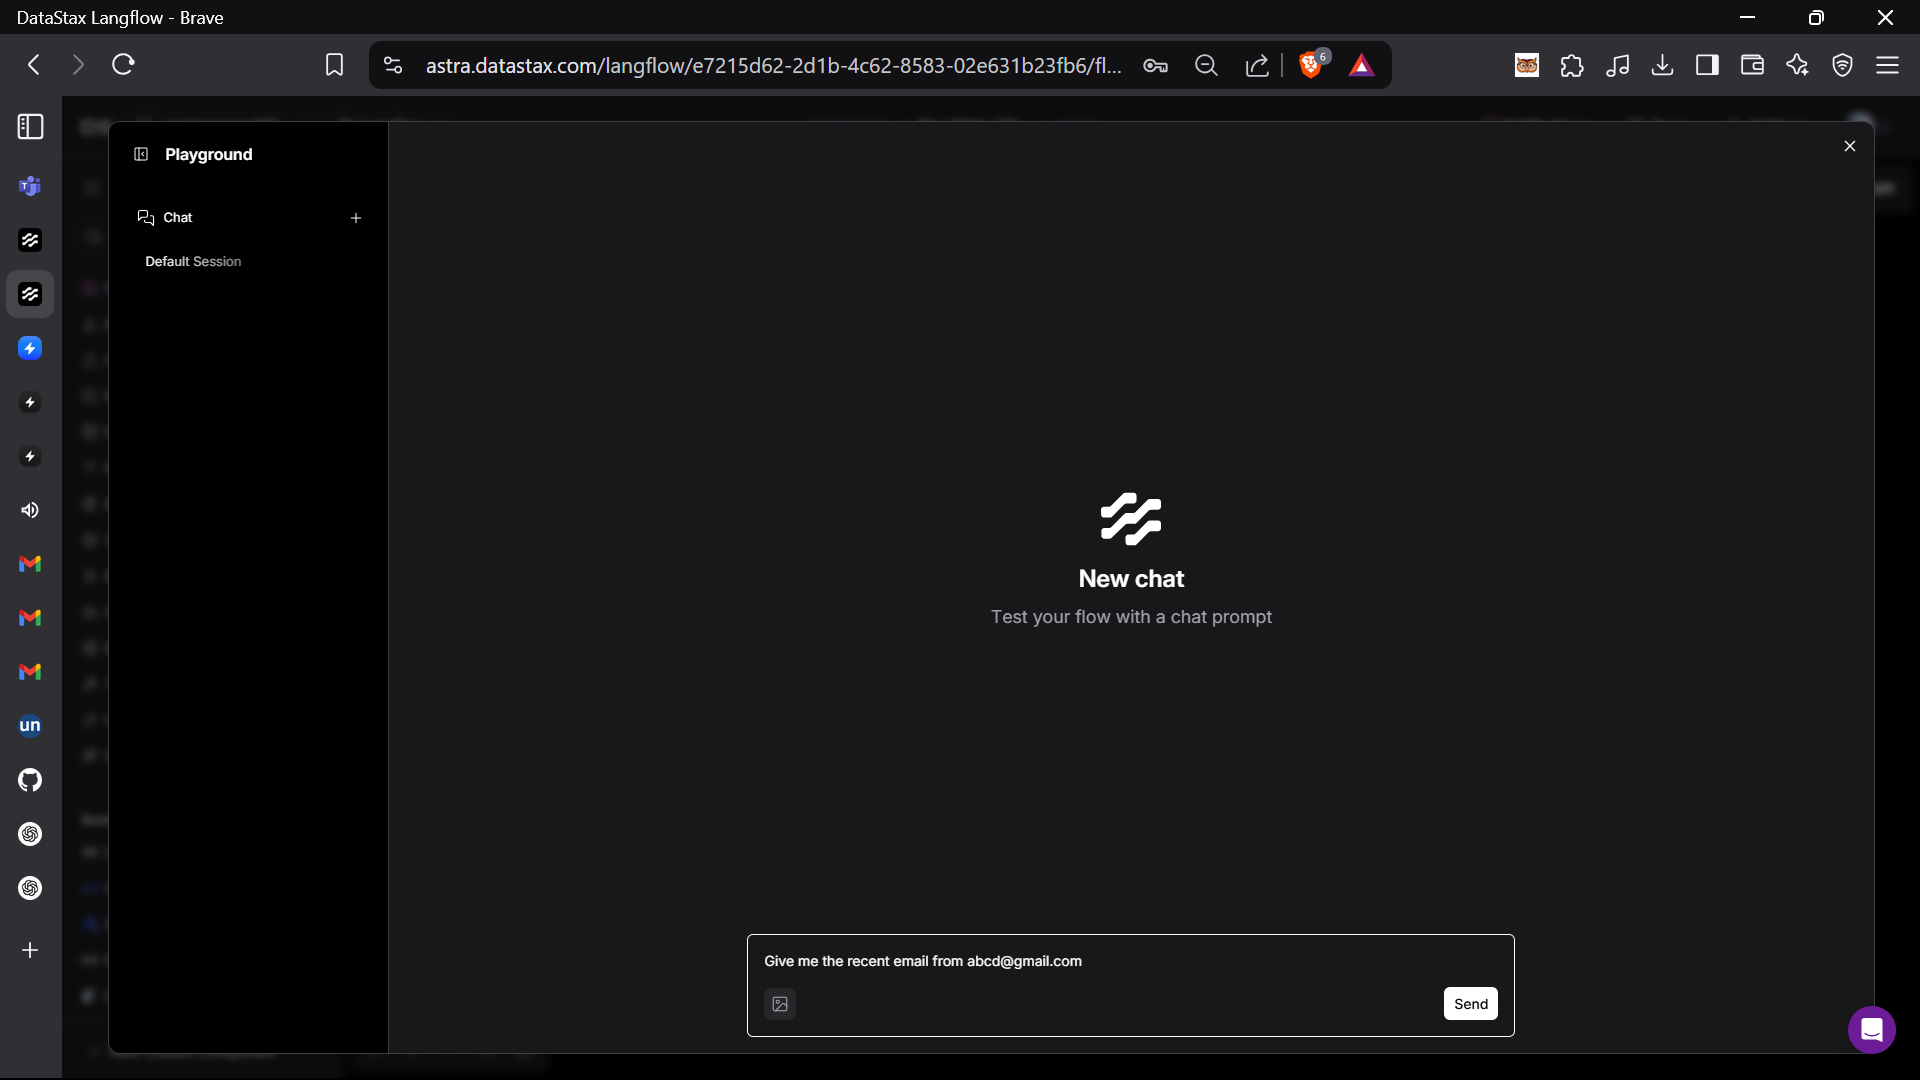 DataStax Langflow - Brave
astra.datastax.com/langflow/e7215d62-2d1b-4c62-8583-02e631b23fb6/fl...
6
Playground
Chat
Default Session
un
New chat
Test your flow with a chat prompt
Give me the recent email from abcd@gmail.com
Send